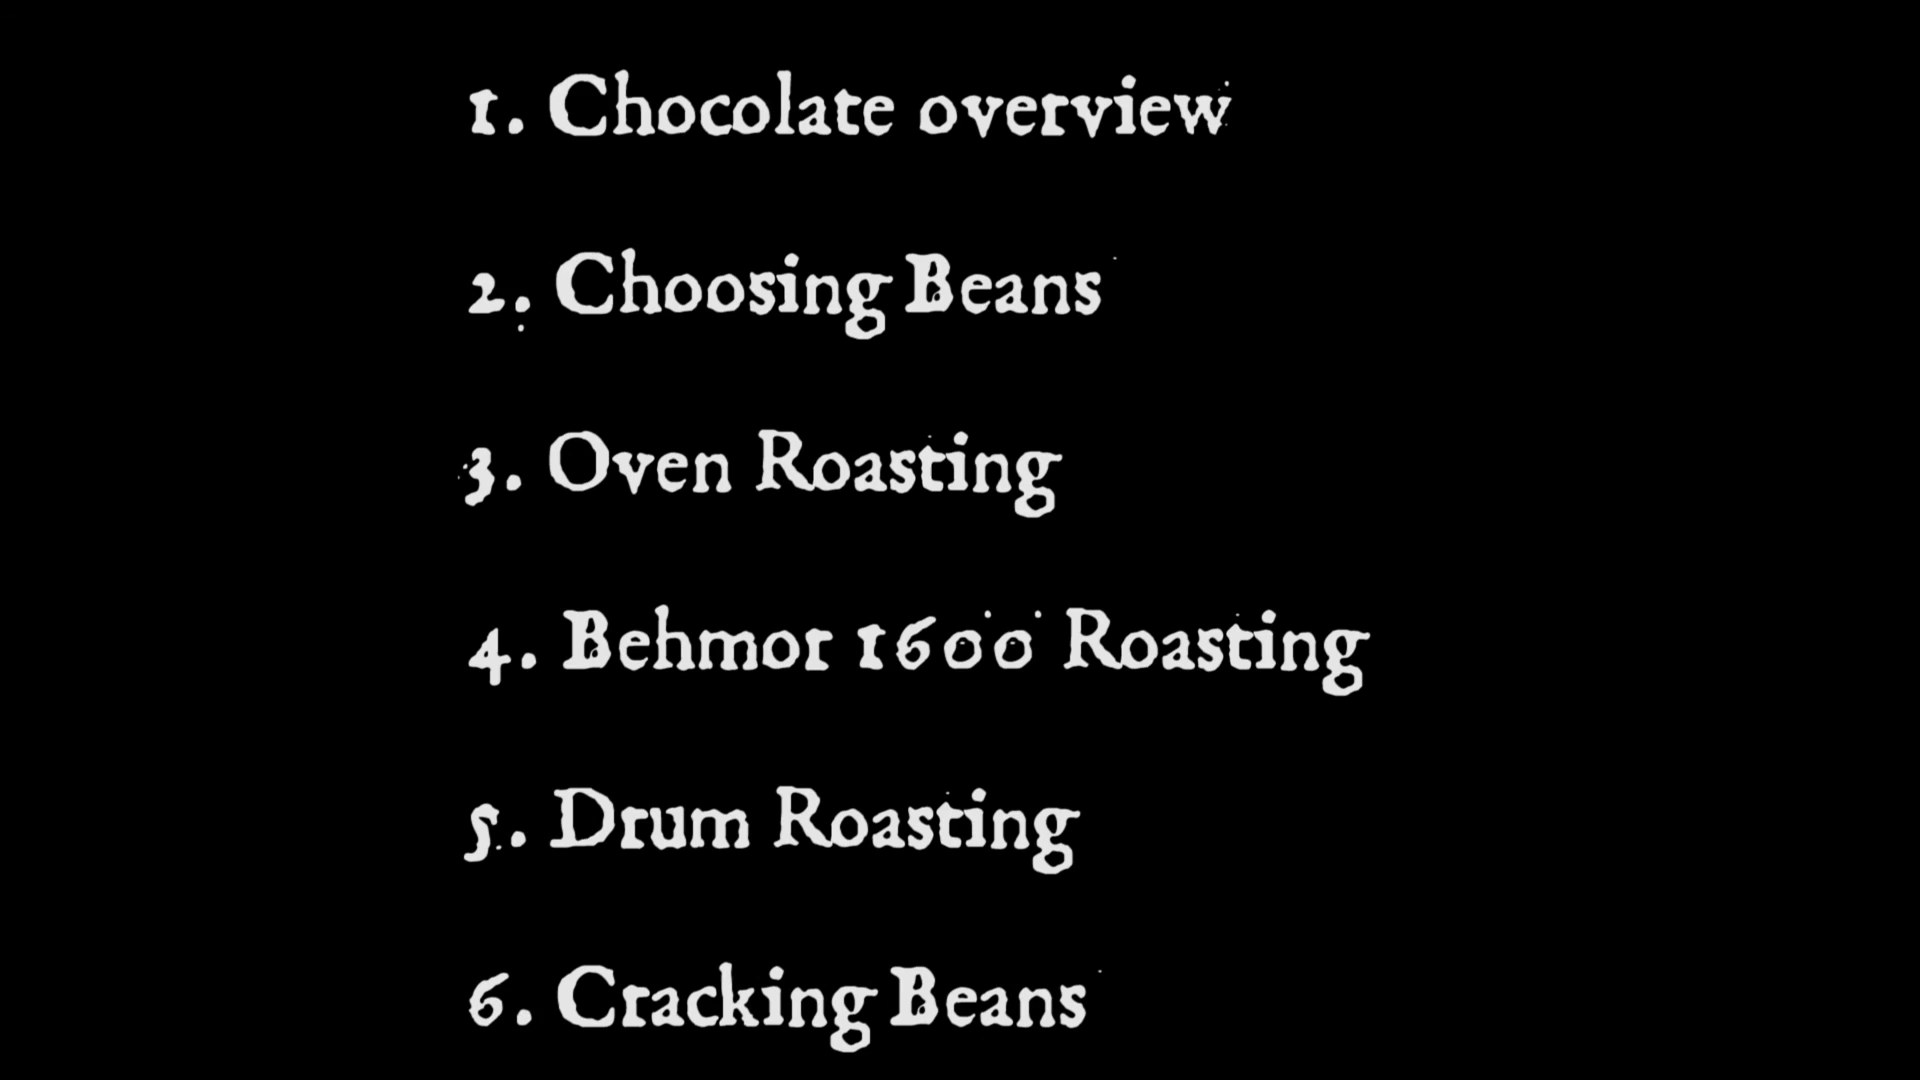 1. Chocolate overview
2. Choosing Beans
3. Oven Roasting
4. Behmor 1600 Roasting
5. Drum Roasting
6. Cracking Beans